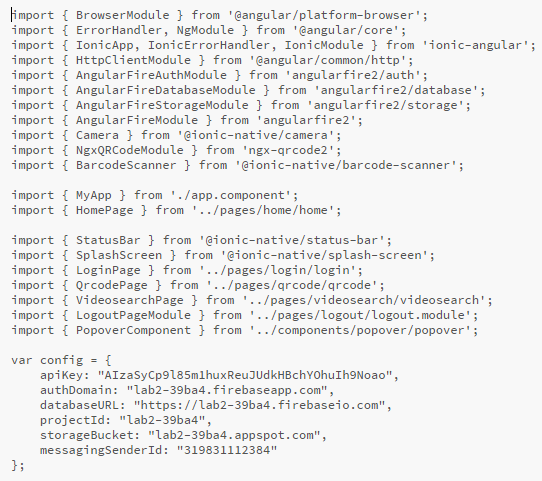 import { BrowserModule } from '@angular/platform-browser';
import { ErrorHandler, NgModule } from '@angular/core';
import { IonicApp, IonicErrorHandler, IonicModule } from 'ionic-angular';
import { HttpClientModule } from '@angular/common/http';
import { AngularFireAuthModule } from 'angularfire2/auth';
import { AngularFireDatabaseModule } from 'angularfire2/database';
import { AngularFireStorageModule } from 'angularfire2/storage';
import { AngularFireModule } from 'angularfire2';
import { Camera } from '@ionic-native/camera';
import { NgxQRCodeModule } from 'ngx-qrcode2';
import { BarcodeScanner } from '@ionic-native/barcode-scanner';

import { MyApp } from './app.component';
import { HomePage } from '../pages/home/home';

import { StatusBar } from '@ionic-native/status-bar';
import { SplashScreen } from '@ionic-native/splash-screen';
import { LoginPage } from '../pages/login/login';
import { QrcodePage } from '../pages/qrcode/qrcode';
import { VideosearchPage } from '../pages/videosearch/videosearch';
import { LogoutPageModule } from '../pages/logout/logout.module';
import { PopoverComponent } from '../components/popover/popover';

var config = {
    apiKey: "AIzaSyCp9l85m1huxReuJUdkHBchYOhuIh9Noao",
    authDomain: "lab2-39ba4.firebaseapp.com",
    databaseURL: "https://lab2-39ba4.firebaseio.com",
    projectId: "lab2-39ba4",
    storageBucket: "lab2-39ba4.appspot.com",
    messagingSenderId: "319831112384"
};